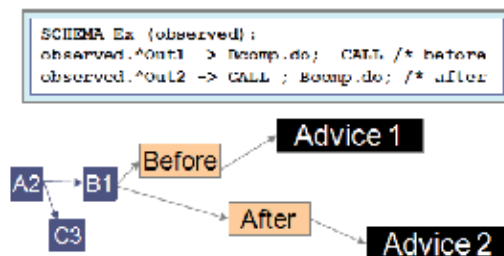 SCHEMA Ex (observed):
observed.^Out1 -> Bcomp.do; CALL /* before
observed.^Out2 -> CALL ; Bcomp.do; /* after
Advice 1
Before
A2
B1
C3
After
Advice 2